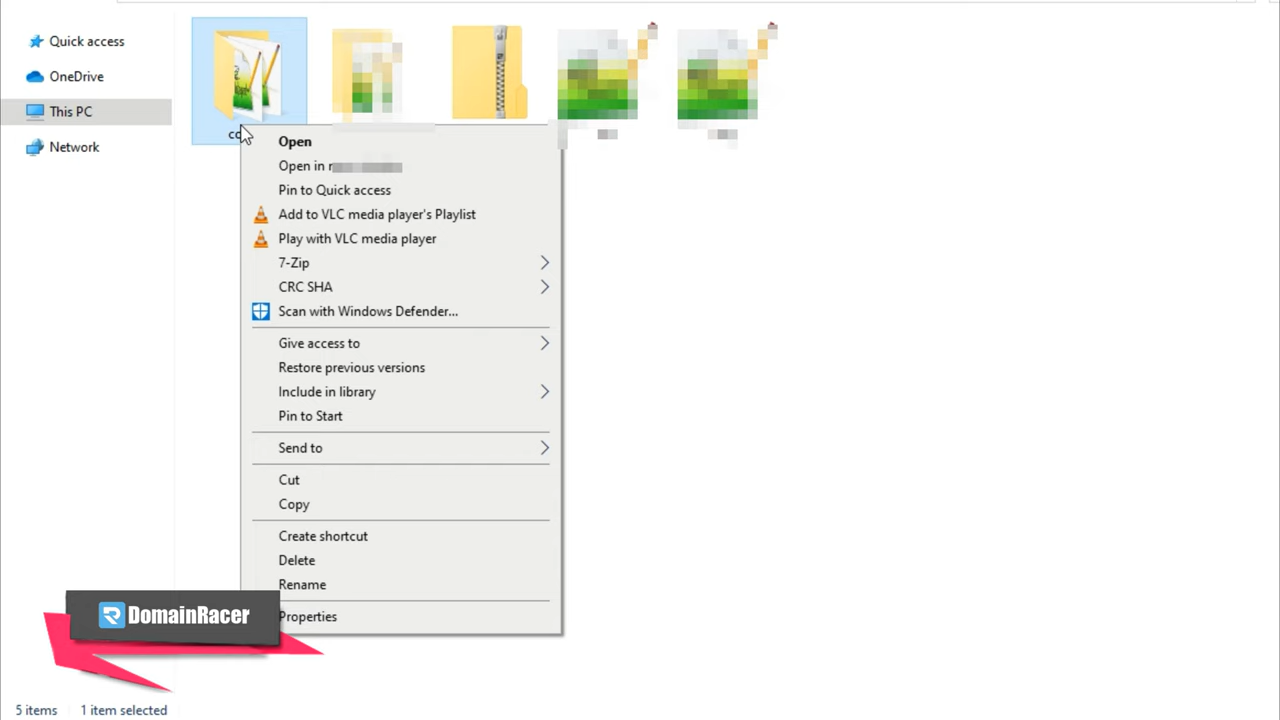 Quick access
OneDrive
This PC
Network
Open
Open in
Pin to Quick access
Add to VLC media player's Playlist
Play with VLC media player
7-Zip
CRC SHA
Scan with Windows Defender...
Give access to
Restore previous versions
Include in library
Pin to Start
Send to
Cut
Copy
Create shortcut
Delete
Rename
Properties
DomainRacer
5 items
1 item selected